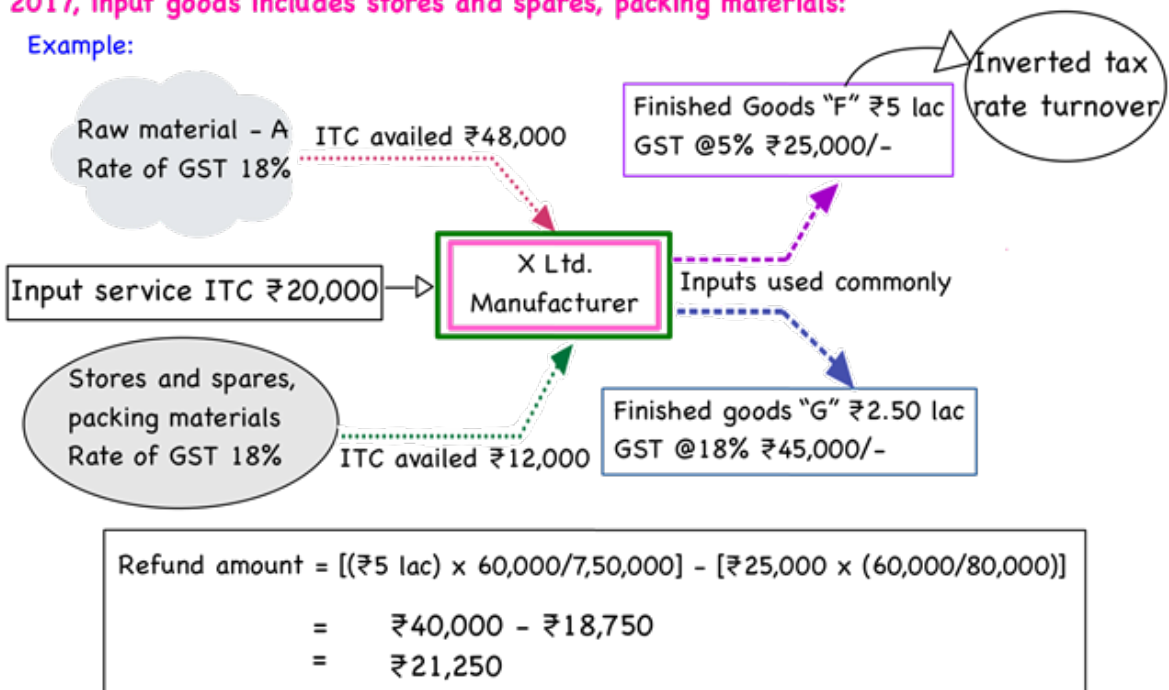 2017, input goods includes stores and spares, packing materials:
Example:
Raw material - A
Rate of GST 18%
ITC availed ₹48,000
Finished Goods "F" ₹5 lac
GST @5% ₹25,000/-
Inverted tax
rate turnover
Input service ITC ₹20,000
X Ltd.
Manufacturer
Inputs used commonly
Stores and spares,
packing materials
Rate of GST 18%
ITC availed ₹12,000
Finished goods "G" ₹2.50 lac
GST @18% ₹45,000/-
Refund amount = [(₹5 lac) x 60,000/7,50,000] - [₹25,000 x (60,000/80,000)]
= ₹40,000 - ₹18,750
= ₹21,250